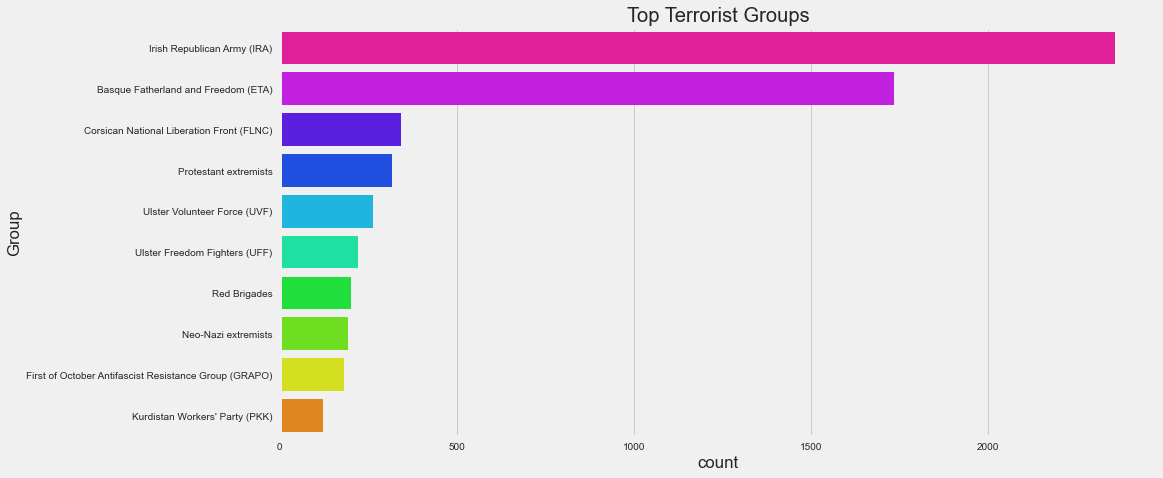 Top Terrorist Groups
Group
Irish Republican Army (IRA)
Basque Fatherland and Freedom (ETA)
Corsican National Liberation Front (FLNC)
Protestant extremists
Ulster Volunteer Force (UVF)
Ulster Freedom Fighters (UFF)
Red Brigades
Neo-Nazi extremists
First of October Antifascist Resistance Group (GRAPO)
Kurdistan Workers' Party (PKK)
0 500 1000 1500 2000
count